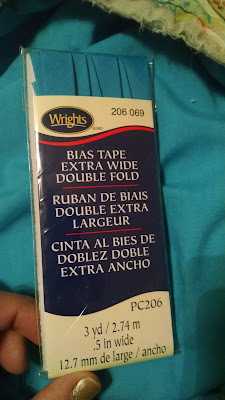 Wrights
206 069
BIAS TAPE
EXTRA WIDE
DOUBLE FOLD
RUBAN DE BIAIS
DOUBLE EXTRA
LARGEUR
CINTA AL BIES DE
DOBLEZ DOBLE
EXTRA ANCHO
PC206
3 yd / 2.74 m
.5 in wide
12.7 mm de large / ancho